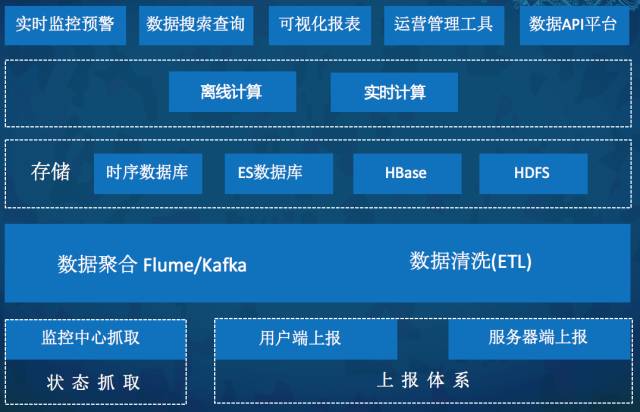 实时监控预警 数据搜索查询 可视化报表 运营管理工具 数据API平台
离线计算 实时计算
存储 时序数据库 ES数据库 HBase HDFS
数据聚合 Flume/Kafka 数据清洗(ETL)
监控中心抓取 用户端上报 服务器端上报
状态抓取 上报体系